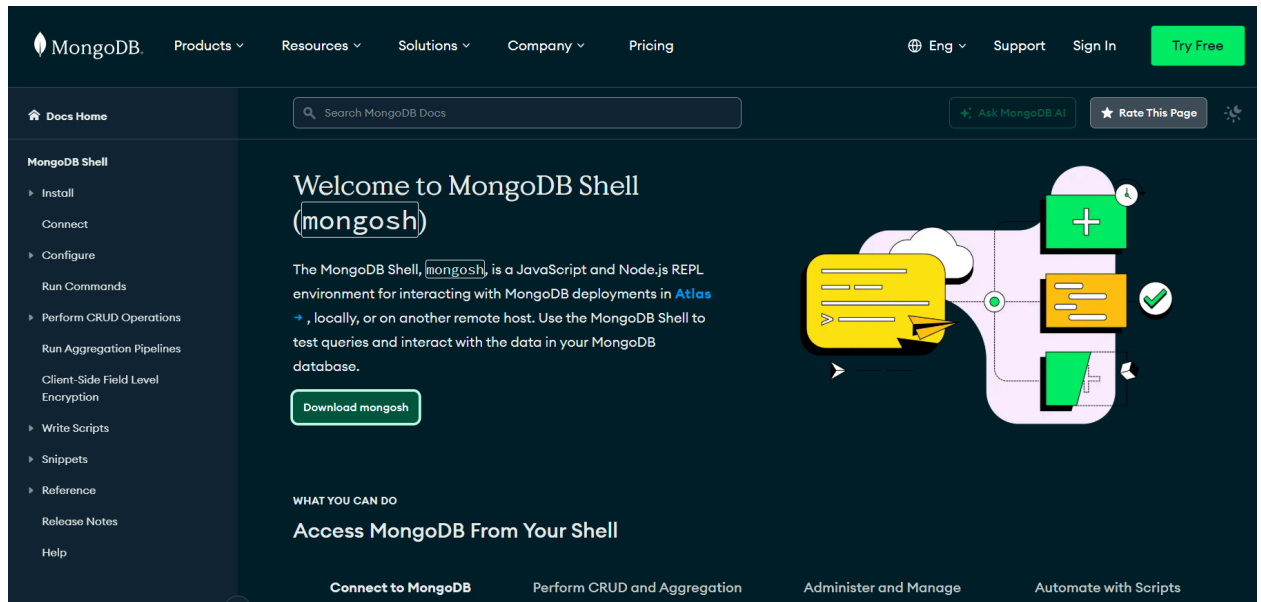 MongoDB.
Products
Resources
Solutions
Company
Pricing
Eng
Support
Sign In
Try Free
Docs Home
Search MongoDB Docs
Ask MongoDB AI
Rate This Page
MongoDB Shell
Install
Connect
Configure
Run Commands
Perform CRUD Operations
Run Aggregation Pipelines
Client-Side Field Level
Encryption
Write Scripts
Snippets
Reference
Release Notes
Help
Welcome to MongoDB Shell
(mongosh)
The MongoDB Shell, mongosh, is a JavaScript and Node.js REPL
environment for interacting with MongoDB deployments in Atlas
→ , locally, or on another remote host. Use the MongoDB Shell to
test queries and interact with the data in your MongoDB
database.
Download mongosh
WHAT YOU CAN DO
Access MongoDB From Your Shell
Connect to MongoDB
Perform CRUD and Aggregation
Administer and Manage
Automate with Scripts